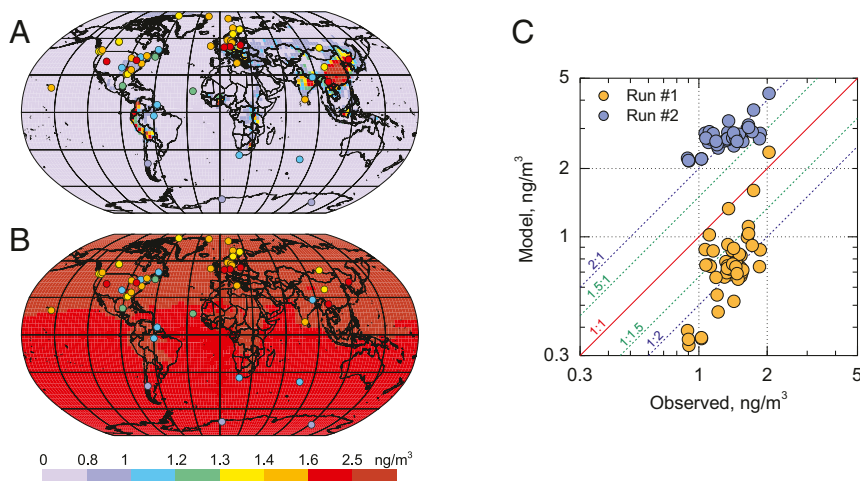 A
B
0 0.8 1 1.2 1.3 1.4 1.6 2.5 ng/m³
C
Run #1
Run #2
5
2
1
0.3
Model, ng/m³
2:1
1.5:1
1:1
1:1.5
1:2
0.3 1 2 5
Observed, ng/m³